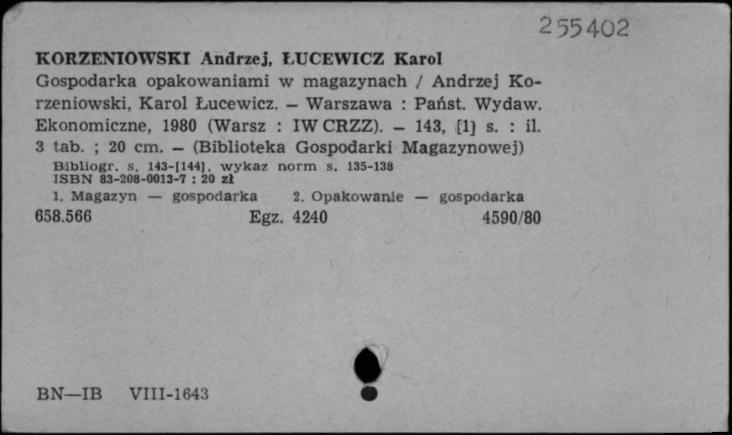 255402
KORZENIOWSKI Andrzej, ŁUCEWICZ Karol
Gospodarka opakowaniami w magazynach / Andrzej Ko-
rzeniowski, Karol Łucewicz. — Warszawa : Państ. Wydaw.
Ekonomiczne, 1980 (Warsz : IW CRZZ). — 143, [1] s. : il.
3 tab. ; 20 cm. — (Biblioteka Gospodarki Magazynowej)
Bibliogr. s. 143-[144], wykaz norm s. 135-138
ISBN 83-208-0013-7 : 20 zł
1. Magazyn — gospodarka 2. Opakowanie — gospodarka
658.566 Egz. 4240 4590/80
BN—IB VIII-1643